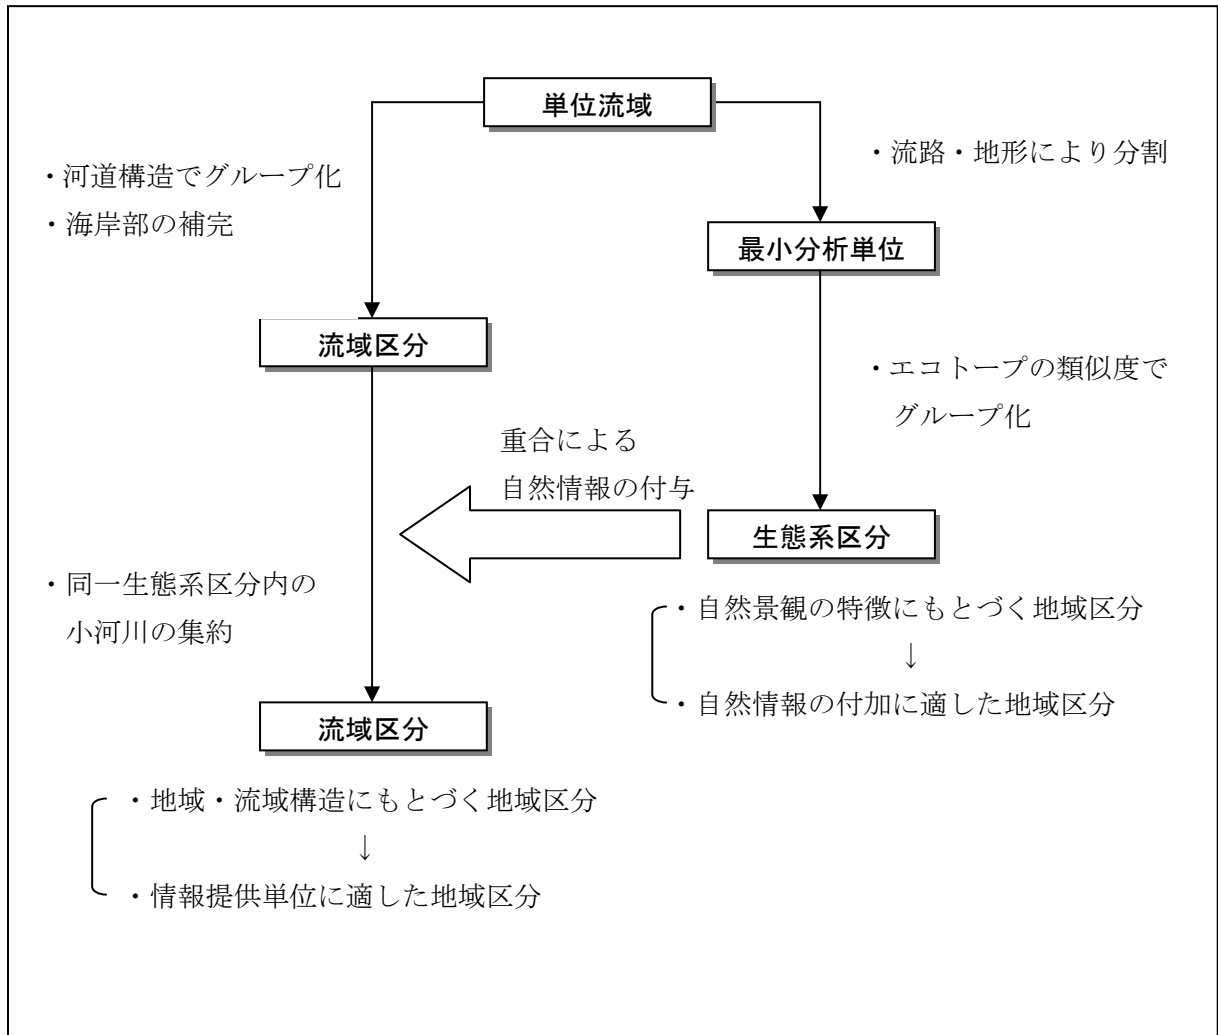 単位流域
・流路・地形により分割
・河道構造でグループ化
・海岸部の補完
最小分析単位
流域区分
・エコトープの類似度で
グループ化
重合による
自然情報の付与
生態系区分
・同一生態系区分内の
小河川の集約
・自然景観の特徴にもとづく地域区分
↓
・自然情報の付加に適した地域区分
流域区分
・地域・流域構造にもとづく地域区分
↓
・情報提供単位に適した地域区分